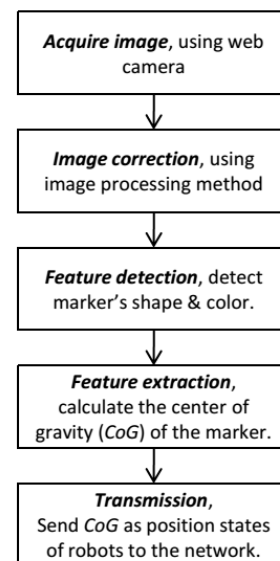 Acquire image, using web
camera
Image correction, using
image processing method
Feature detection, detect
marker's shape & color.
Feature extraction,
calculate the center of
gravity (CoG) of the marker.
Transmission,
Send CoG as position states
of robots to the network.